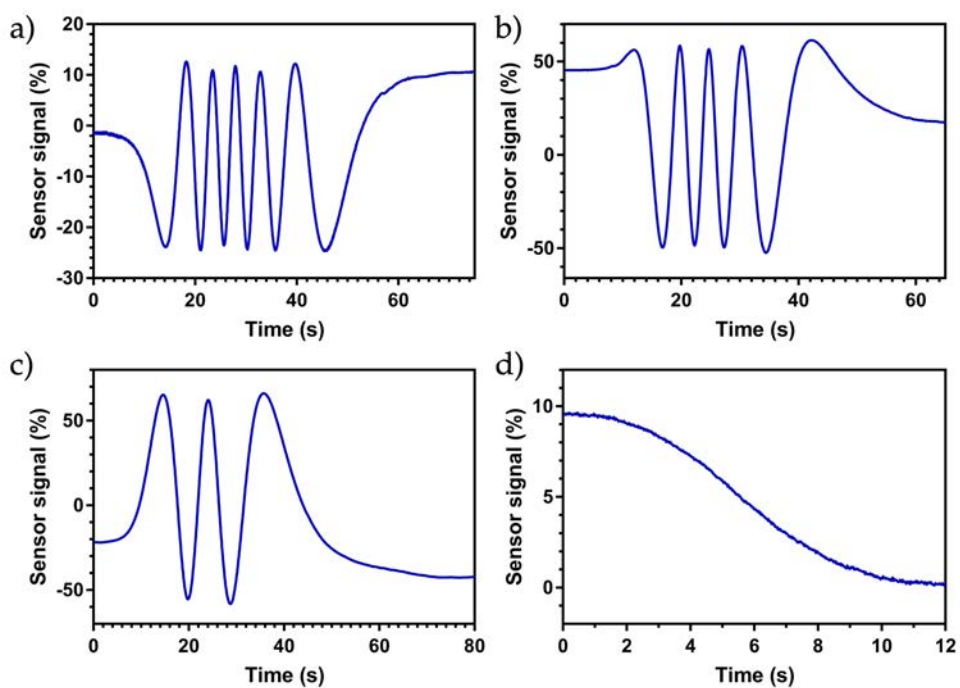 a)
20
10
0
-10
-20
-30
Sensor signal (%)
0 20 40 60
Time (s)
b)
50
0
-50
Sensor signal (%)
0 20 40 60
Time (s)
c)
50
0
-50
Sensor signal (%)
0 20 40 60 80
Time (s)
d)
10
5
0
Sensor signal (%)
0 2 4 6 8 10 12
Time (s)